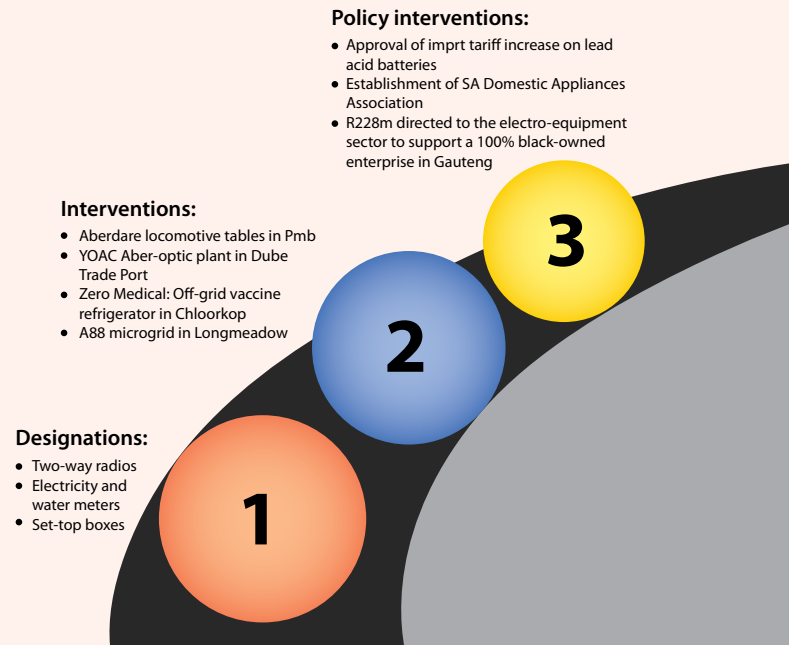 Policy interventions:
• Approval of imprt tariff increase on lead
acid batteries
• Establishment of SA Domestic Appliances
Association
• R228m directed to the electro-equipment
sector to support a 100% black-owned
enterprise in Gauteng
3
Interventions:
• Aberdare locomotive tables in Pmb
• YOAC Aber-optic plant in Dube
Trade Port
• Zero Medical: Off-grid vaccine
refrigerator in Chloorkop
• A88 microgrid in Longmeadow
2
Designations:
• Two-way radios
• Electricity and
water meters
• Set-top boxes
1